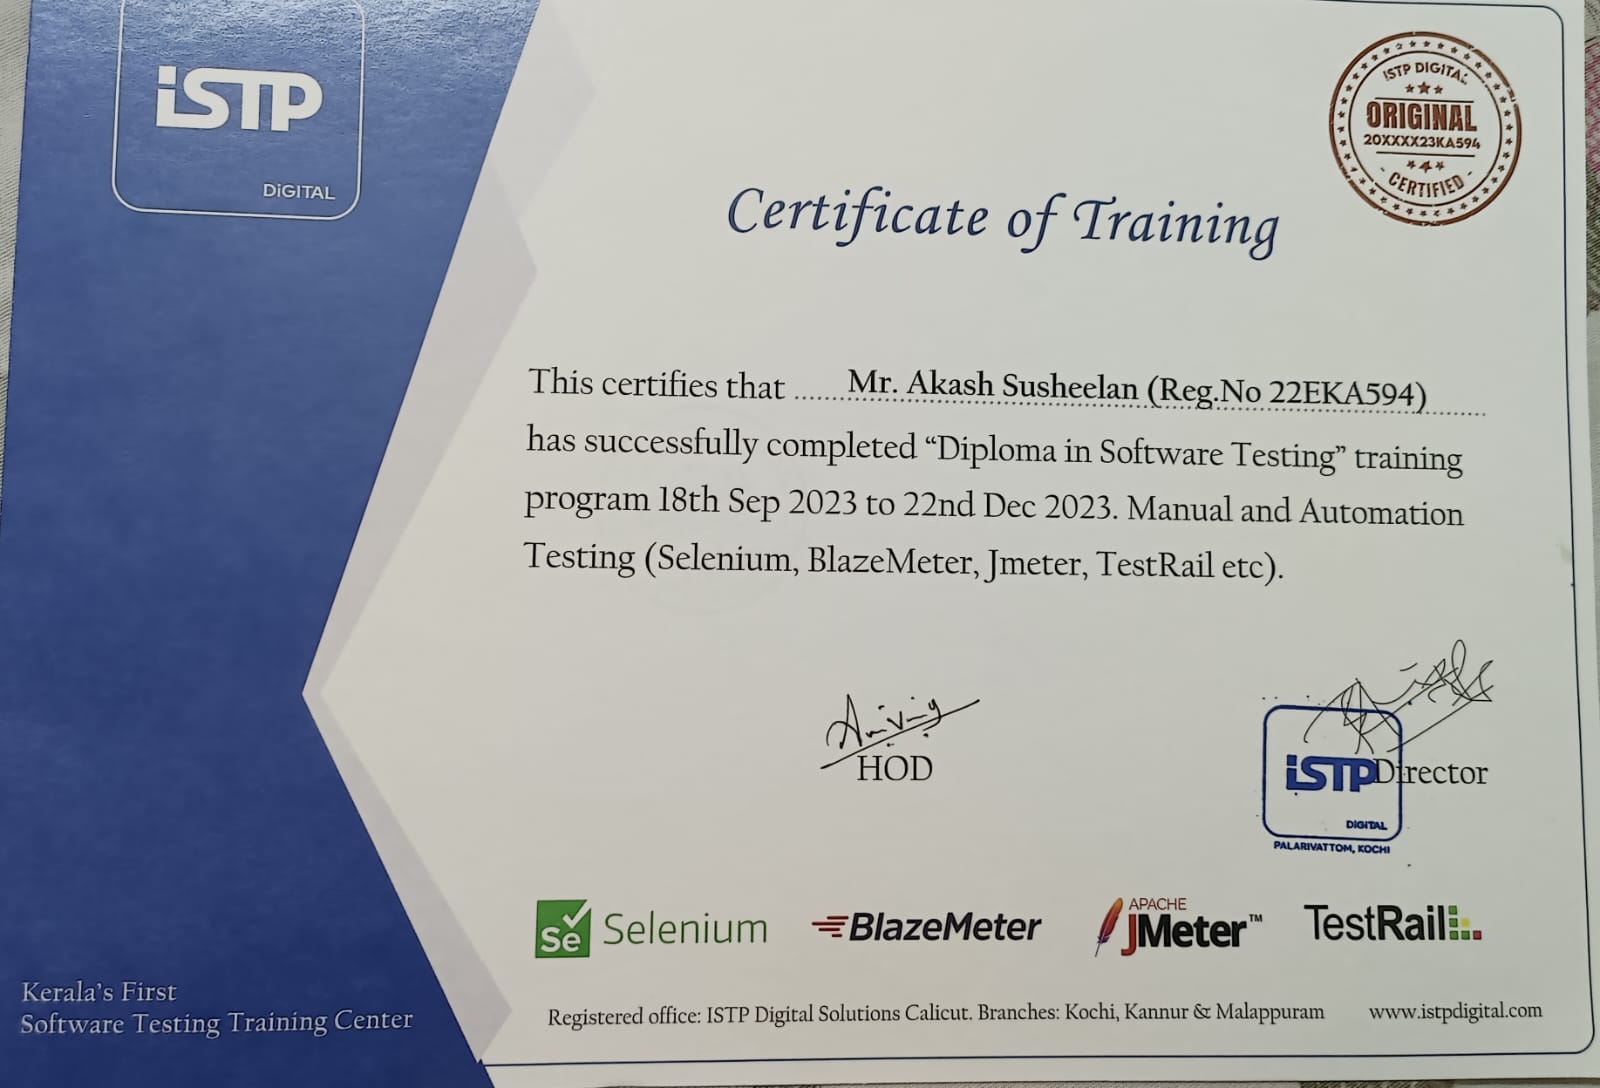 iSTP
DiGITAL
ISTP DIGITAL
ORIGINAL
20XXXX23KA594
CERTIFIED
Certificate of Training
This certifies that ..... Mr. Akash Susheelan (Reg.No 22EKA594)
has successfully completed “Diploma in Software Testing” training
program 18th Sep 2023 to 22nd Dec 2023. Manual and Automation
Testing (Selenium, BlazeMeter, Jmeter, TestRail etc).
HOD
Director
iSTP
DiGITAL
PALARIVATTOM, KOCHI
Se Selenium
BlazeMeter
APACHE
JMeter™
TestRail
Kerala's First
Software Testing Training Center
Registered office: ISTP Digital Solutions Calicut. Branches: Kochi, Kannur & Malappuram www.istpdigital.com